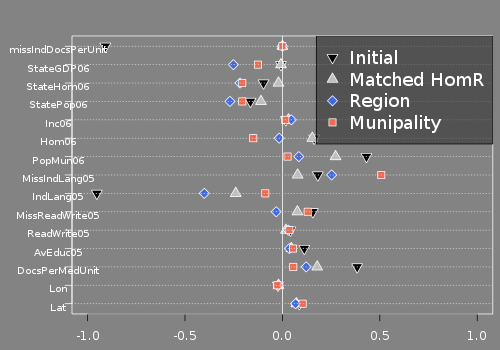 missIndDocsPerUnit
StateGDP06
StateHom06
StatePop06
Inc06
Hom06
PopMun06
MissIndLang05
IndLang05
MissReadWrite05
ReadWrite05
AvEduc05
DocsPerMedUnit
Lon
Lat
Initial
Matched HomR
Region
Munipality
-1.0 -0.5 0.0 0.5 1.0